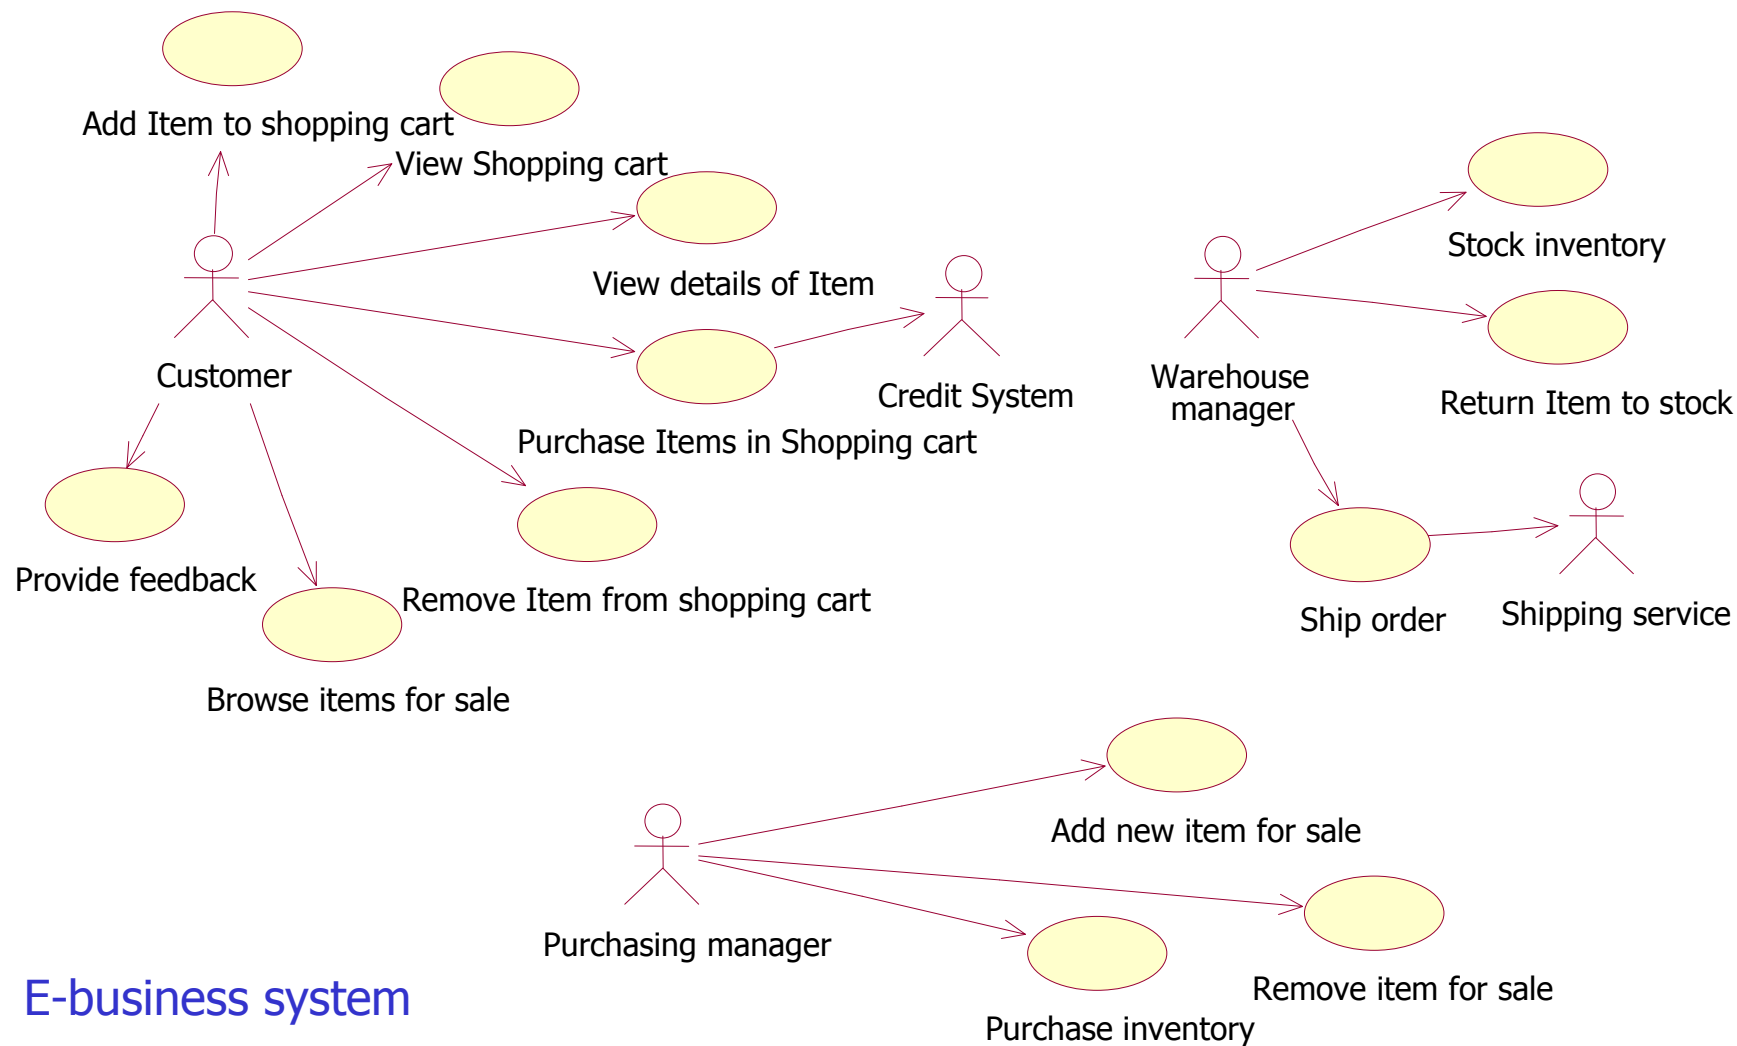 Add Item to shopping cart
View Shopping cart
Stock inventory
View details of Item
Customer
Credit System
Warehouse
manager
Return Item to stock
Purchase Items in Shopping cart
Provide feedback
Remove Item from shopping cart
Ship order
Shipping service
Browse items for sale
Add new item for sale
Purchasing manager
Remove item for sale
E-business system
Purchase inventory